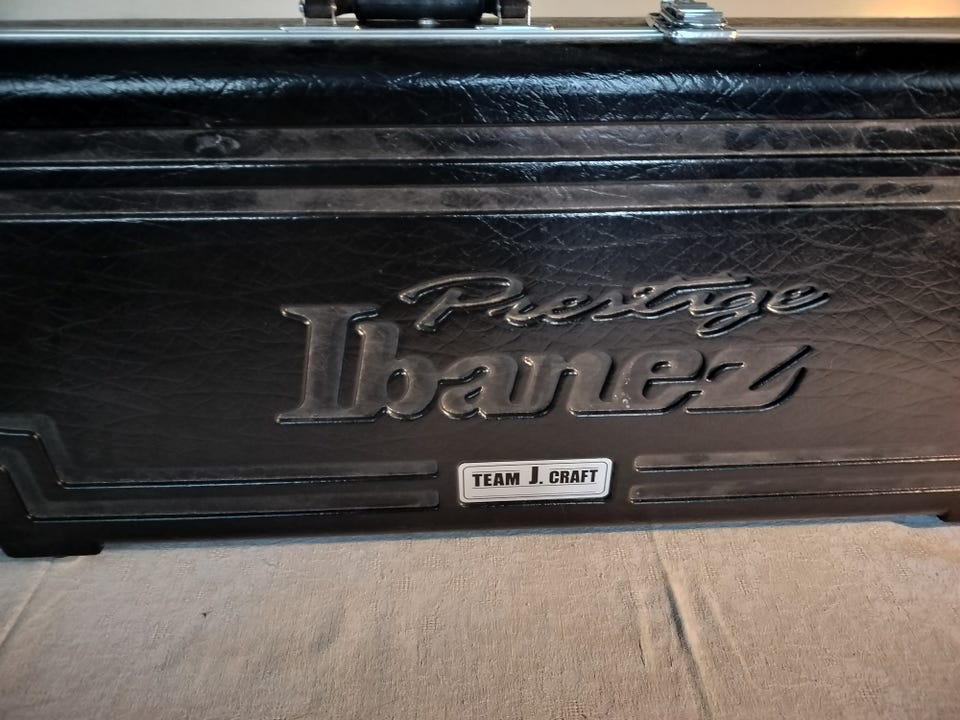 Prestige
Ibanez
TEAM J. CRAFT